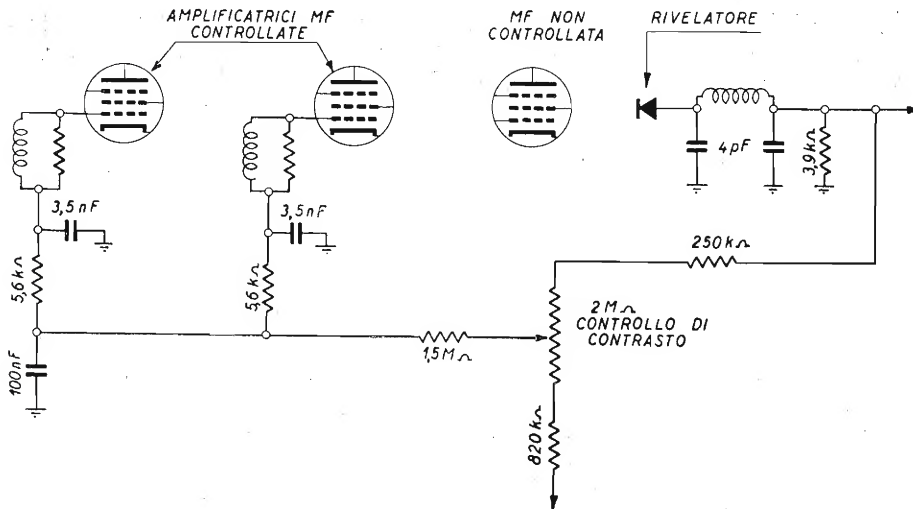 AMPLIFICATRICI MF
CONTROLLATE
MF NON
CONTROLLATA
RIVELATORE
4pF
3,9kΩ
3,5nF
3,5nF
250kΩ
5,6kΩ
5,6kΩ
2MΩ
CONTROLLO DI
CONTRASTO
1,5MΩ
100nF
820kΩ